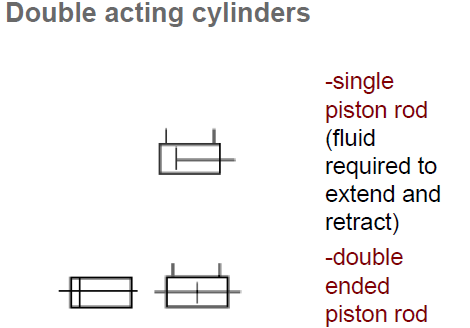 Double acting cylinders
-single
piston rod
(fluid
required to
extend and
retract)
-double
ended
piston rod